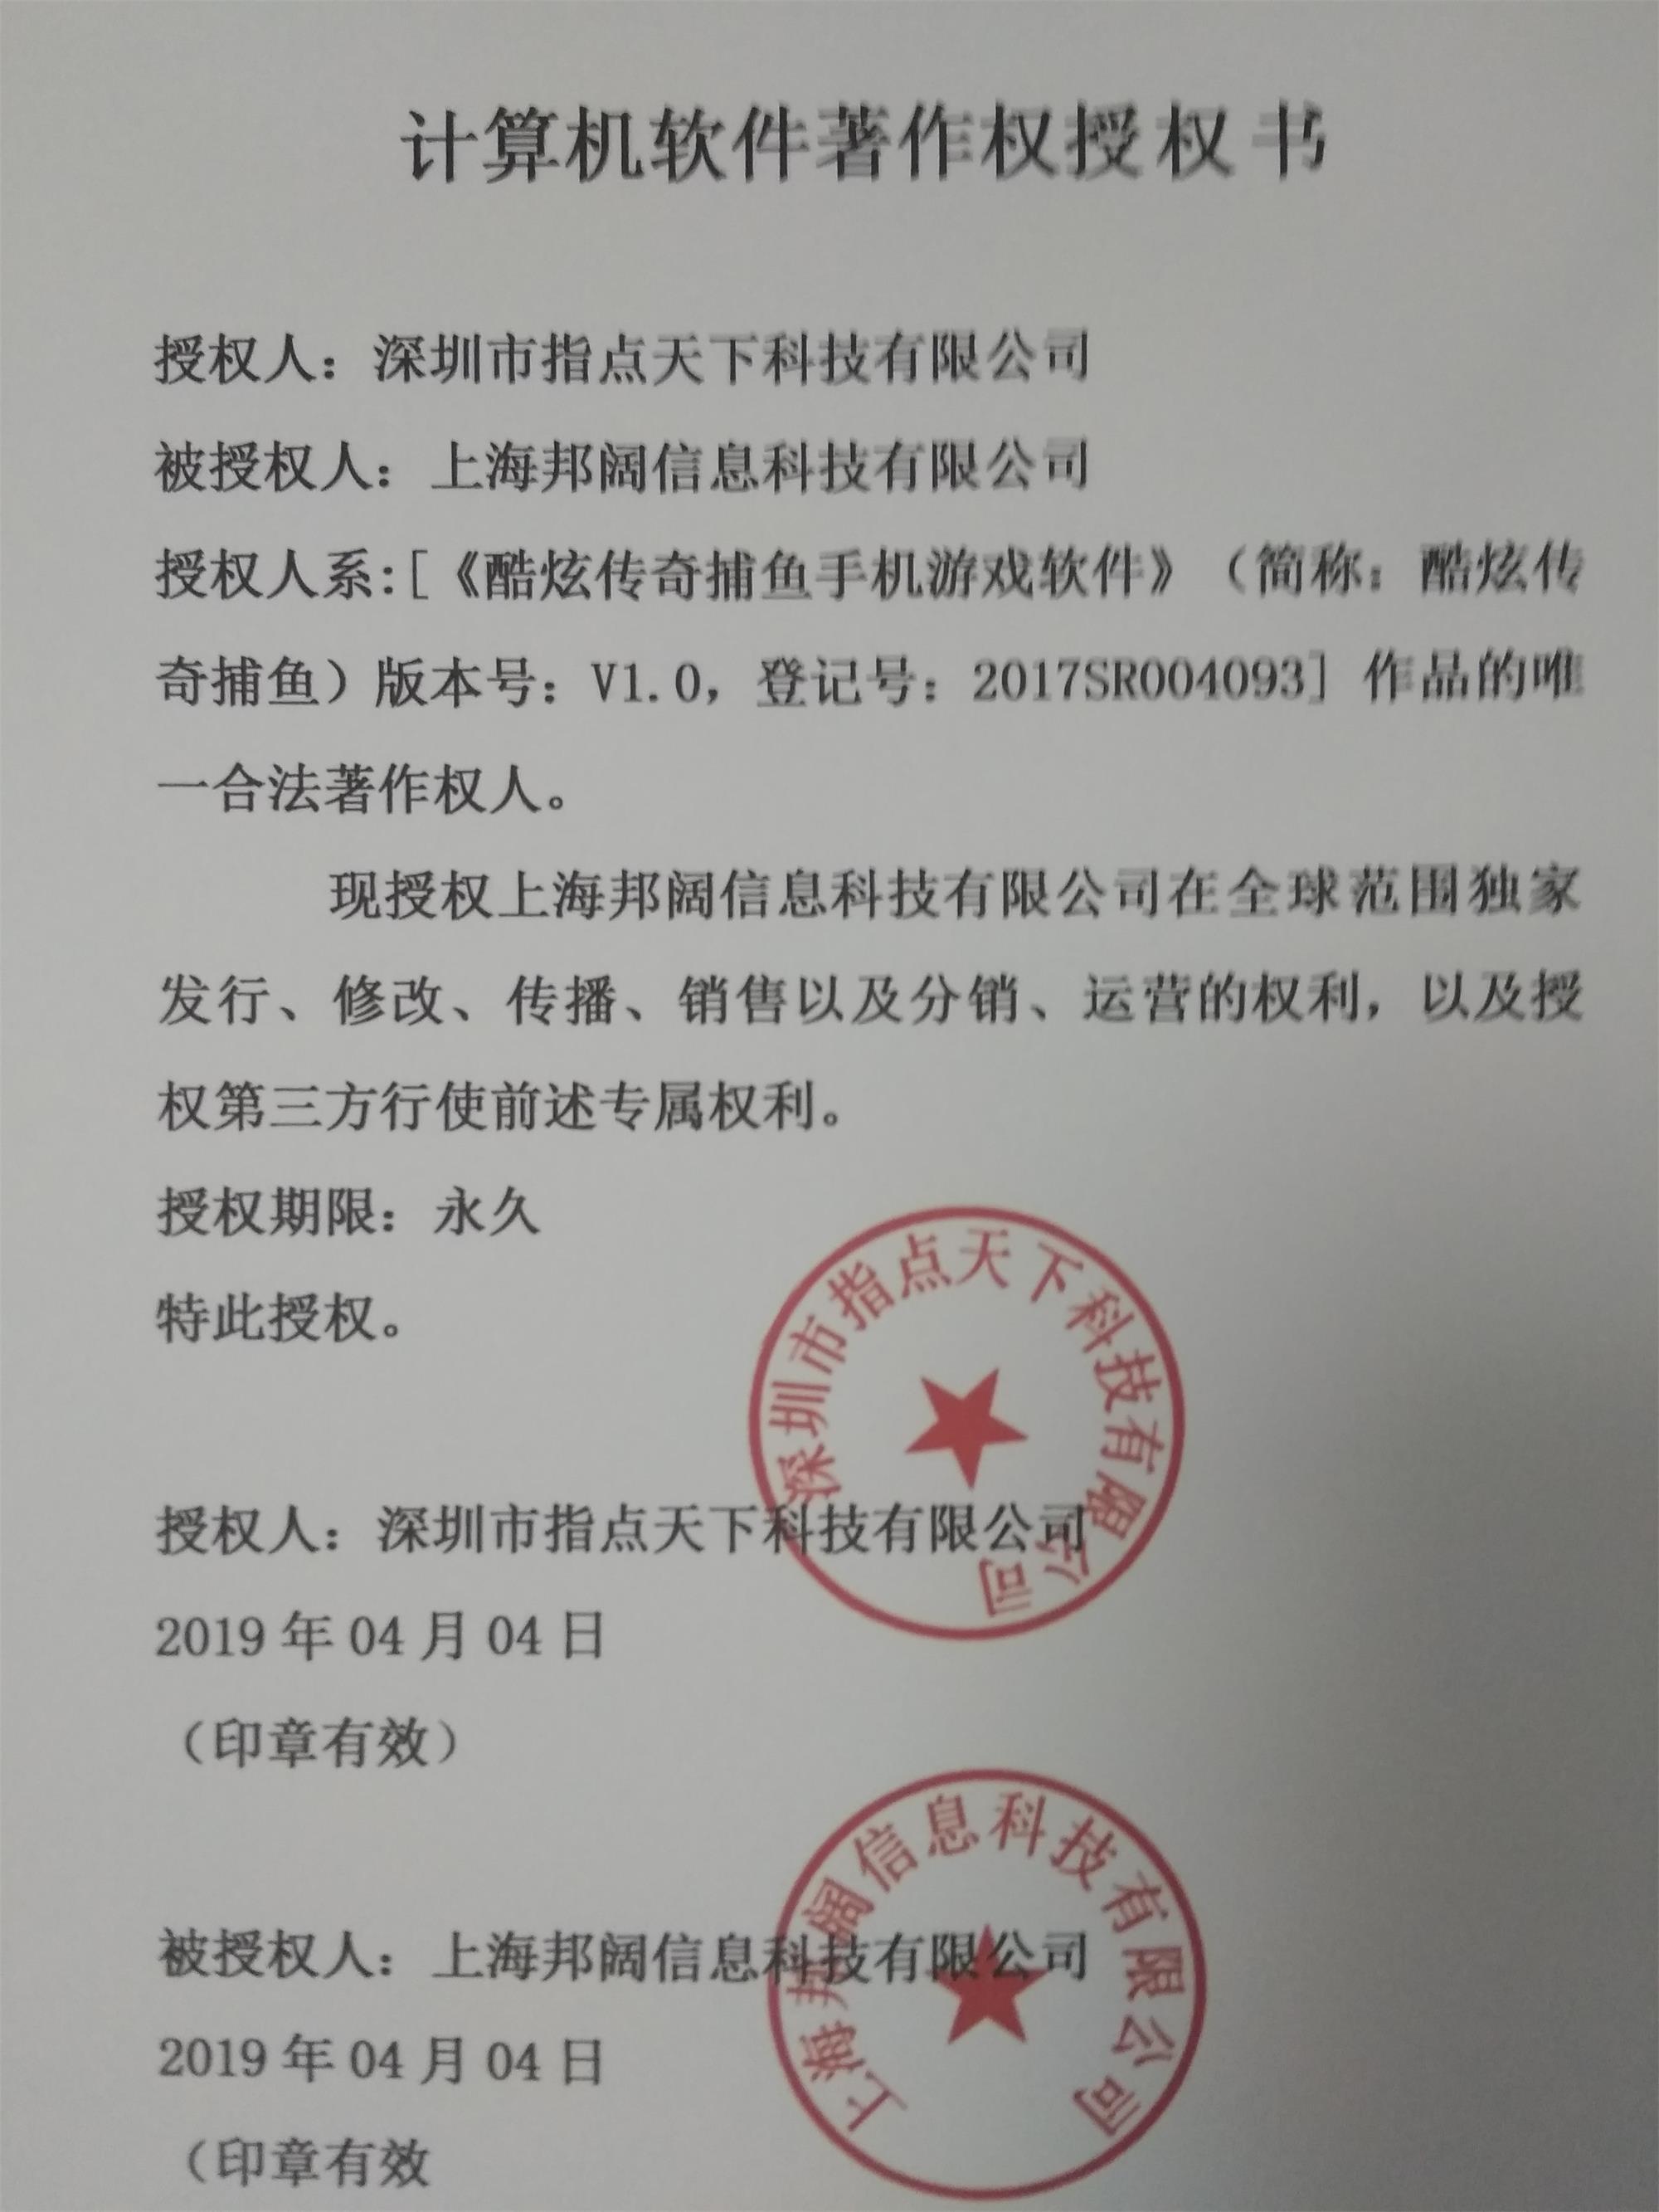 计算机软件著作权授权书
授权人：深圳市指点天下科技有限公司
被授权人：上海邦阔信息科技有限公司
授权人系:[《酷炫传奇捕鱼手机游戏软件》（简称：酷炫传
奇捕鱼）版本号：V1.0，登记号：2017SR004093] 作品的唯
一合法著作权人。
现授权上海邦阔信息科技有限公司在全球范围独家
发行、修改、传播、销售以及分销、运营的权利，以及授
权第三方行使前述专属权利。
授权期限：永久
特此授权。
深圳市指点天下科技有限公司
授权人：深圳市指点天下科技有限公司
2019 年 04 月 04 日
（印章有效）
上海邦阔信息科技有限公司
被授权人：上海邦阔信息科技有限公司
2019 年 04 月 04 日
（印章有效